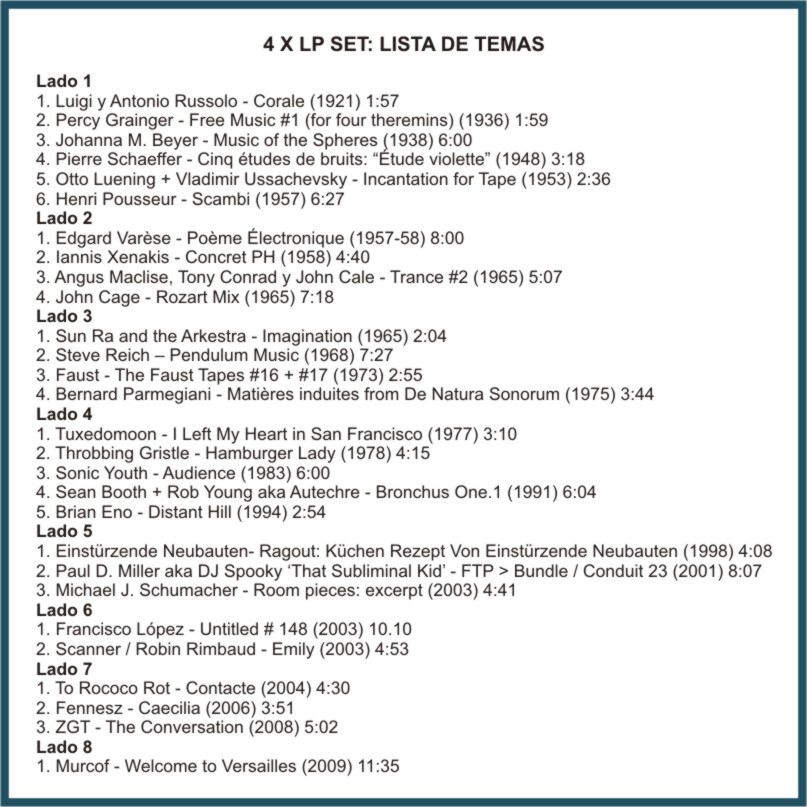 4 X LP SET: LISTA DE TEMAS
Lado 1
1. Luigi y Antonio Russolo - Corale (1921) 1:57
2. Percy Grainger - Free Music #1 (for four theremins) (1936) 1:59
3. Johanna M. Beyer - Music of the Spheres (1938) 6:00
4. Pierre Schaeffer - Cinq études de bruits: “Étude violette” (1948) 3:18
5. Otto Luening + Vladimir Ussachevsky - Incantation for Tape (1953) 2:36
6. Henri Pousseur - Scambi (1957) 6:27
Lado 2
1. Edgard Varèse - Poème Électronique (1957-58) 8:00
2. Iannis Xenakis - Concret PH (1958) 4:40
3. Angus Maclise, Tony Conrad y John Cale - Trance #2 (1965) 5:07
4. John Cage - Rozart Mix (1965) 7:18
Lado 3
1. Sun Ra and the Arkestra - Imagination (1965) 2:04
2. Steve Reich – Pendulum Music (1968) 7:27
3. Faust - The Faust Tapes #16 + #17 (1973) 2:55
4. Bernard Parmegiani - Matières induites from De Natura Sonorum (1975) 3:44
Lado 4
1. Tuxedomoon - I Left My Heart in San Francisco (1977) 3:10
2. Throbbing Gristle - Hamburger Lady (1978) 4:15
3. Sonic Youth - Audience (1983) 6:00
4. Sean Booth + Rob Young aka Autechre - Bronchus One.1 (1991) 6:04
5. Brian Eno - Distant Hill (1994) 2:54
Lado 5
1. Einstürzende Neubauten- Ragout: Küchen Rezept Von Einstürzende Neubauten (1998) 4:08
2. Paul D. Miller aka DJ Spooky ‘That Subliminal Kid’ - FTP > Bundle / Conduit 23 (2001) 8:07
3. Michael J. Schumacher - Room pieces: excerpt (2003) 4:41
Lado 6
1. Francisco López - Untitled # 148 (2003) 10.10
2. Scanner / Robin Rimbaud - Emily (2003) 4:53
Lado 7
1. To Rococo Rot - Contacte (2004) 4:30
2. Fennesz - Caecilia (2006) 3:51
3. ZGT - The Conversation (2008) 5:02
Lado 8
1. Murcof - Welcome to Versailles (2009) 11:35